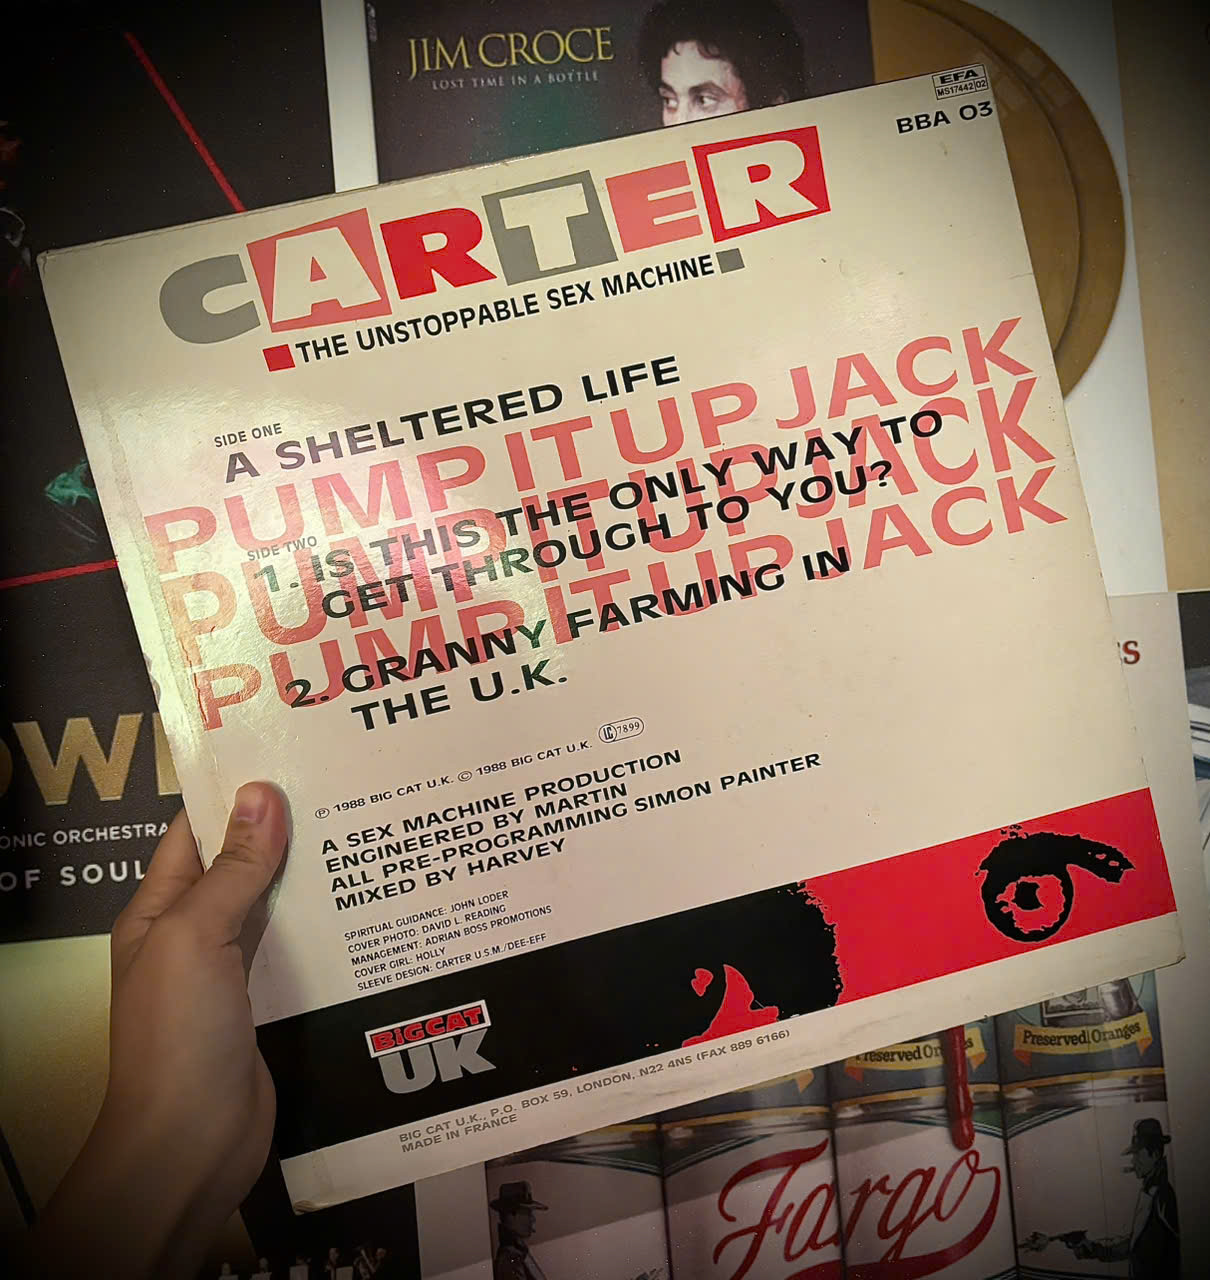 JIM CROCE
LOST TIME IN A BOTTLE
EFA
MS17442 02
BBA 03
CARTER
THE UNSTOPPABLE SEX MACHINE
SIDE ONE
A SHELTERED LIFE
PUMP IT UP JACK
PUMP IT UP JACK
PUMP IT UP JACK
SIDE TWO
1. IS THIS THE ONLY WAY TO
GET THROUGH TO YOU?
2. GRANNY FARMING IN
THE U.K.
℗ 1988 BIG CAT U.K. © 1988 BIG CAT U.K. LC 7899
A SEX MACHINE PRODUCTION
ENGINEERED BY MARTIN
ALL PRE-PROGRAMMING SIMON PAINTER
MIXED BY HARVEY
SPIRITUAL GUIDANCE: JOHN LODER
COVER PHOTO: DAVID L. READING
MANAGEMENT: ADRIAN BOSS PROMOTIONS
COVER GIRL: HOLLY
SLEEVE DESIGN: CARTER U.S.M./DEE-EFF
BiG CAT
UK
BIG CAT U.K., P.O. BOX 59, LONDON, N22 4NS (FAX 889 6166)
MADE IN FRANCE
OWE
ONIC ORCHESTRA
OF SOUL
S
Preserved Or es
Preserved Oranges
Fargo